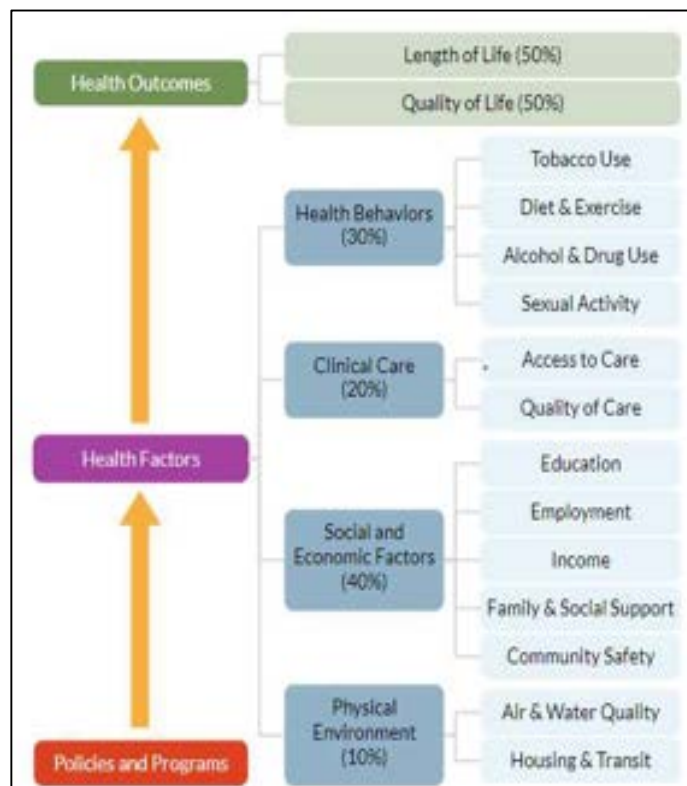 Health Outcomes
Length of Life (50%)
Quality of Life (50%)
Health Factors
Health Behaviors
(30%)
Tobacco Use
Diet & Exercise
Alcohol & Drug Use
Sexual Activity
Clinical Care
(20%)
Access to Care
Quality of Care
Social and
Economic Factors
(40%)
Education
Employment
Income
Family & Social Support
Community Safety
Physical
Environment
(10%)
Air & Water Quality
Housing & Transit
Policies and Programs